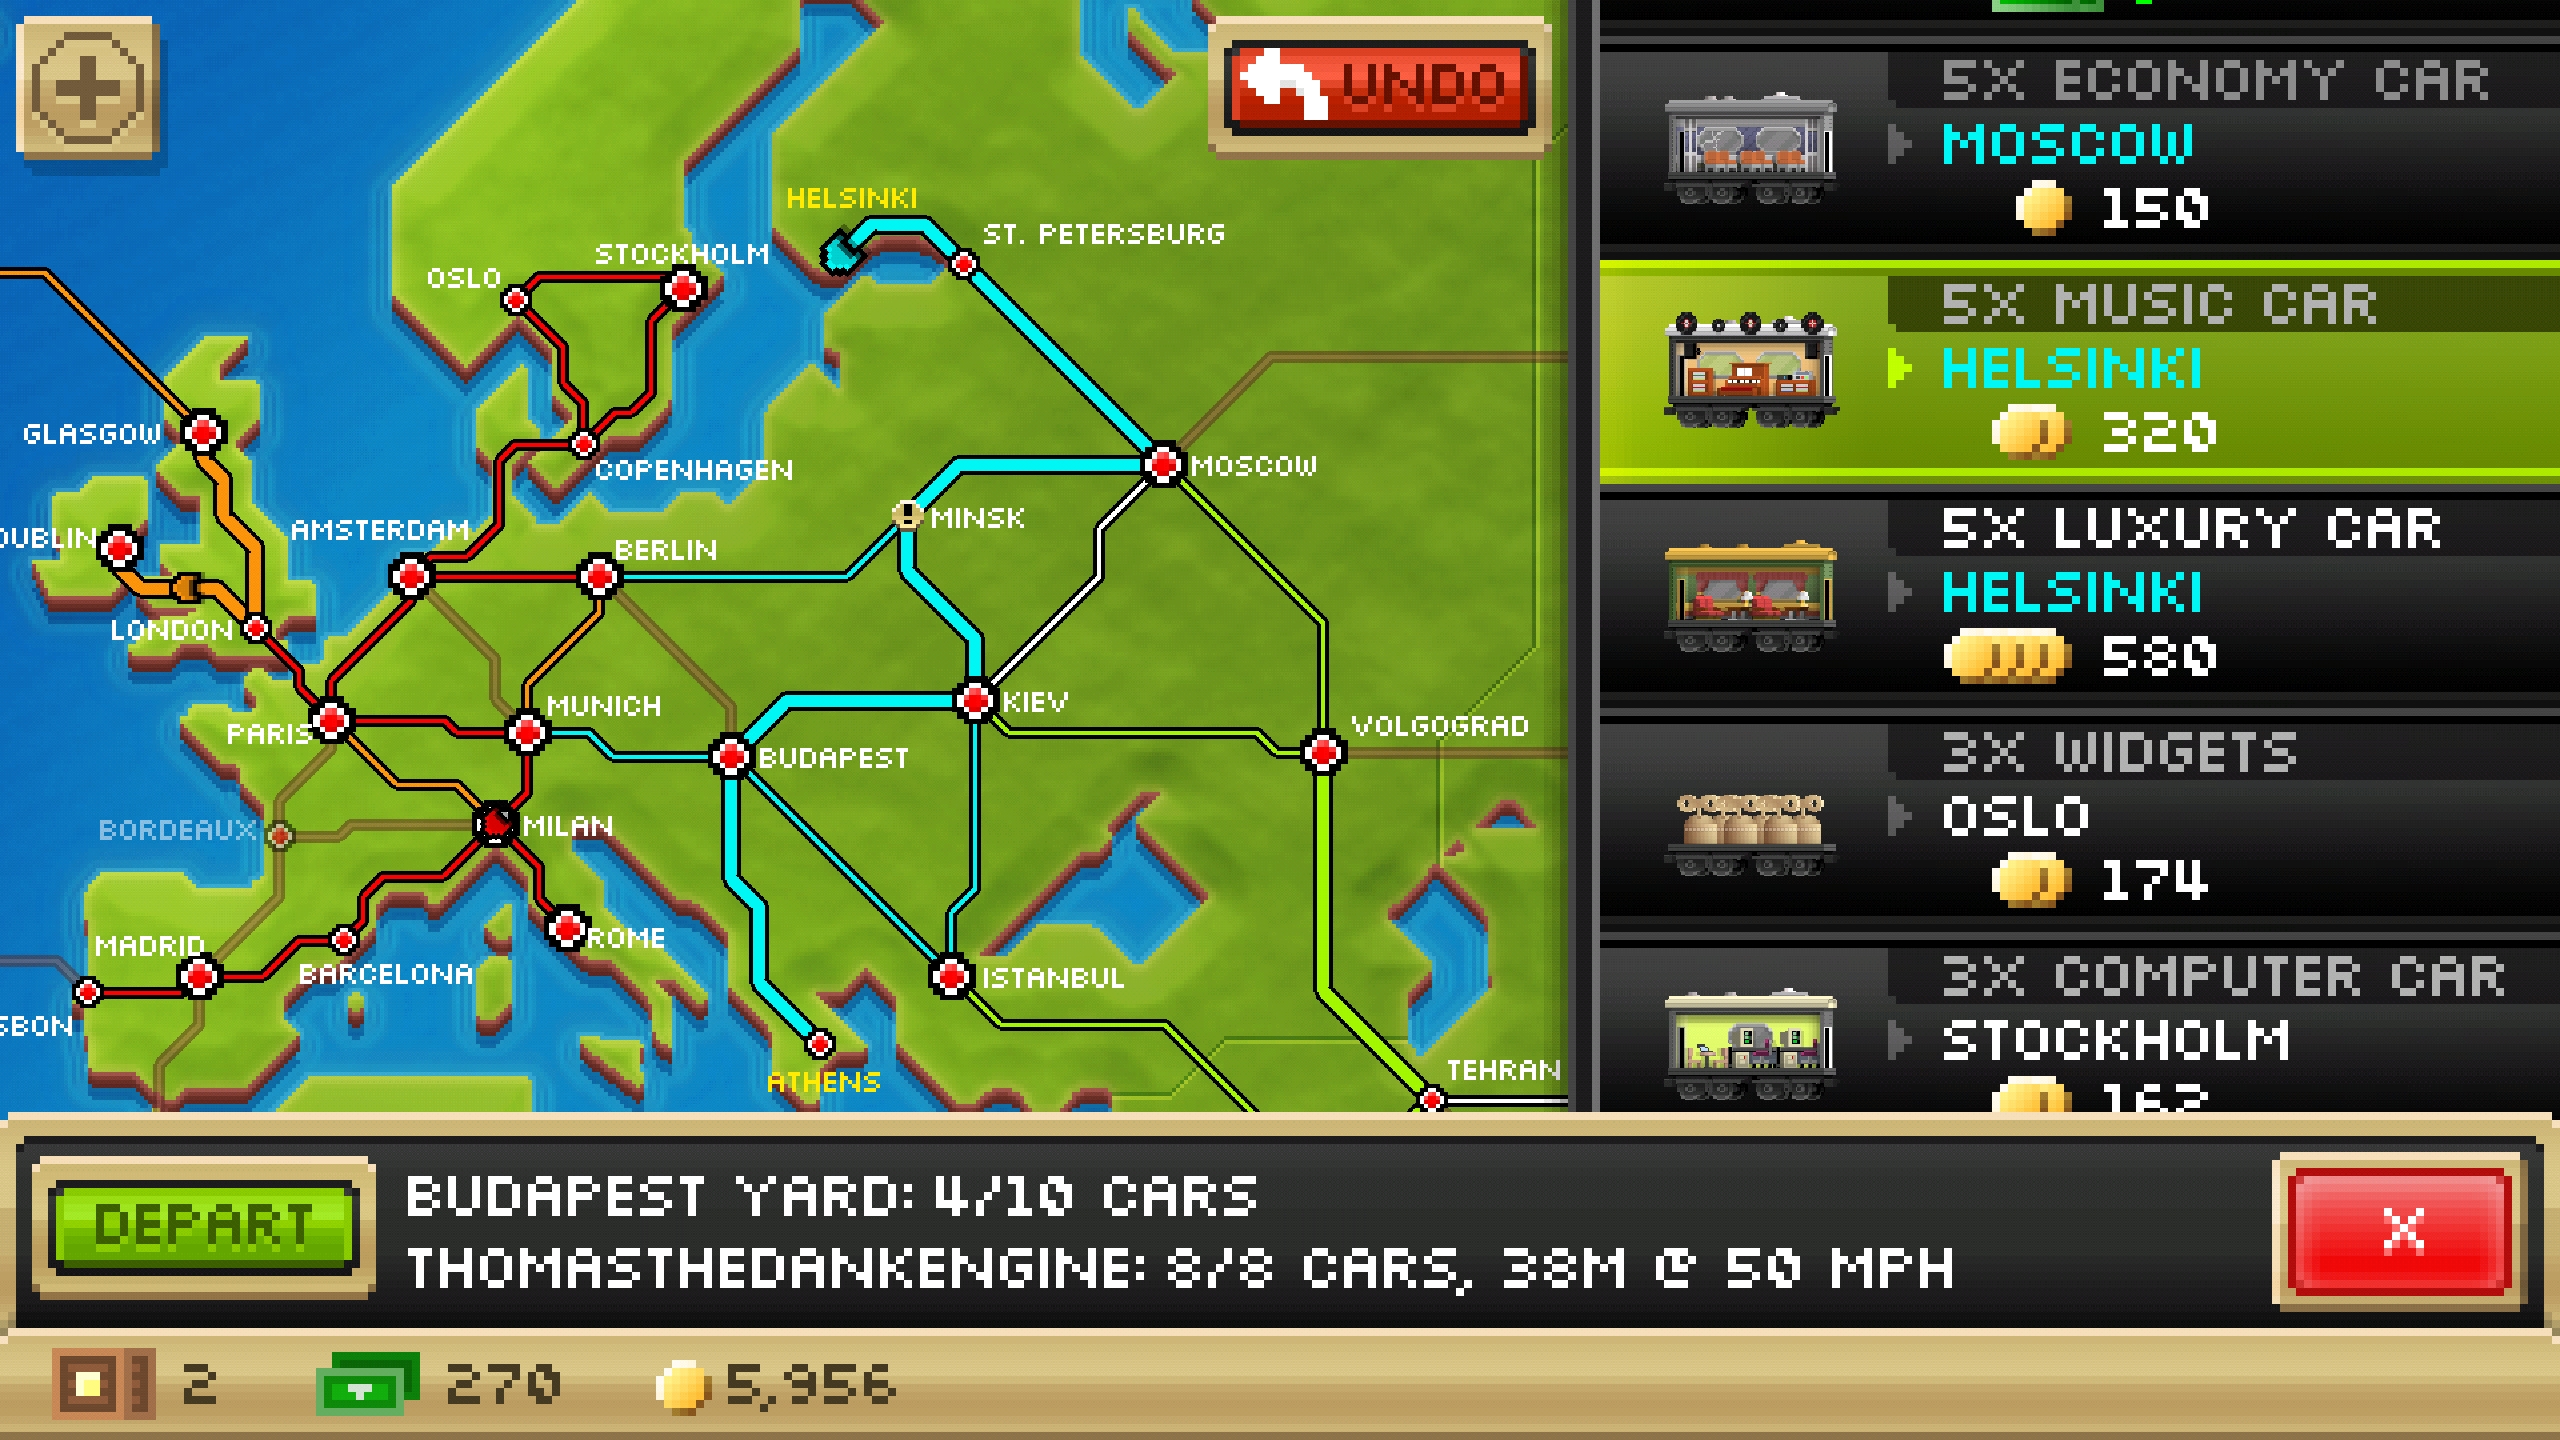 UNDO
HELSINKI
ST. PETERSBURG
STOCKHOLM
OSLO
GLASGOW
COPENHAGEN
MOSCOW
MINSK
AMSTERDAM
BERLIN
DUBLIN
LONDON
MUNICH
KIEV
PARIS
BUDAPEST
VOLGOGRAD
BORDEAUX
MILAN
MADRID
ROME
BARCELONA
ISTANBUL
SBON
ATHENS
TEHRAN
5X ECONOMY CAR
MOSCOW
150
5X MUSIC CAR
HELSINKI
320
5X LUXURY CAR
HELSINKI
580
3X WIDGETS
OSLO
174
3X COMPUTER CAR
STOCKHOLM
162
DEPART
BUDAPEST YARD: 4/10 CARS
THOMASTHEDANKENGINE: 8/8 CARS, 38M @ 50 MPH
X
2
270
5,956